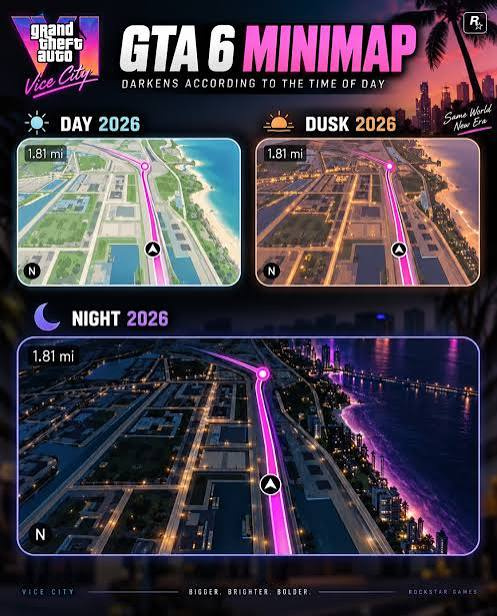 grand
theft
auto
VI
Vice City
GTA 6 MINIMAP
DARKENS ACCORDING TO THE TIME OF DAY
R
Same World
New Era
DAY 2026
DUSK 2026
1.81 mi
1.81 mi
N
N
NIGHT 2026
1.81 mi
N
VICE CITY
BIGGER. BRIGHTER. BOLDER.
ROCKSTAR GAMES